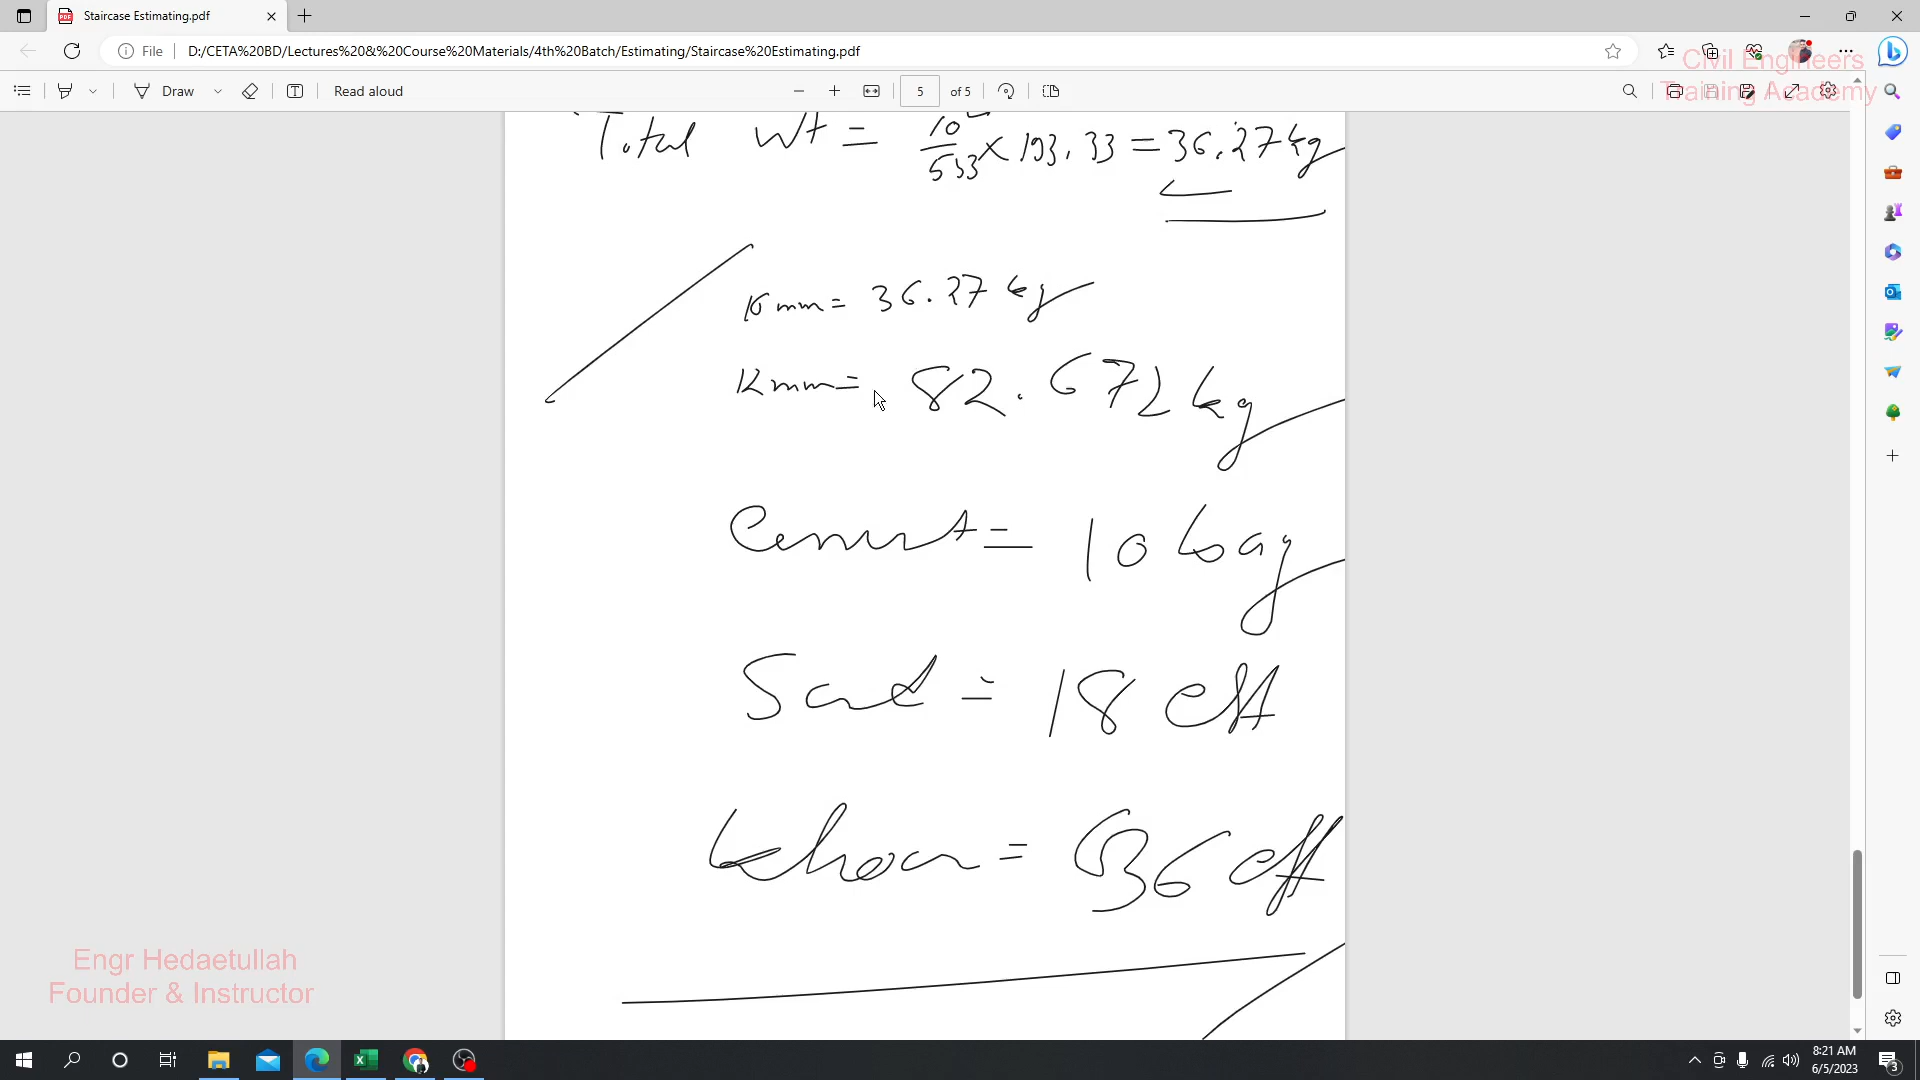 Staircase Estimating.pdf
File D:/CETA%20BD/Lectures%20&%20Course%20Materials/4th%20Batch/Estimating/Staircase%20Estimating.pdf
Civil Engineers
Training Academy
Draw Read aloud 5 of 5
Total Wt = 10²/533 × 193.33 = 36.27 kg
10 mm = 36.27 kg
12 mm = 82.672 kg
Cement = 10 bag
Sand = 18 cft
khoa = 36 cft
Engr Hedaetullah
Founder & Instructor
8:21 AM
6/5/2023
3